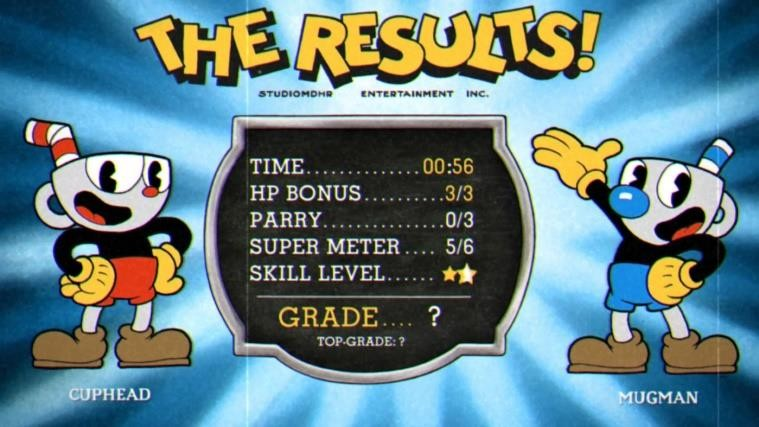 THE RESULTS!
STUDIOMDHR ENTERTAINMENT INC.
TIME...............00:56
HP BONUS..........3/3
PARRY...............0/3
SUPER METER.... 5/6
SKILL LEVEL......
GRADE.... ?
TOP-GRADE: ?
CUPHEAD
MUGMAN